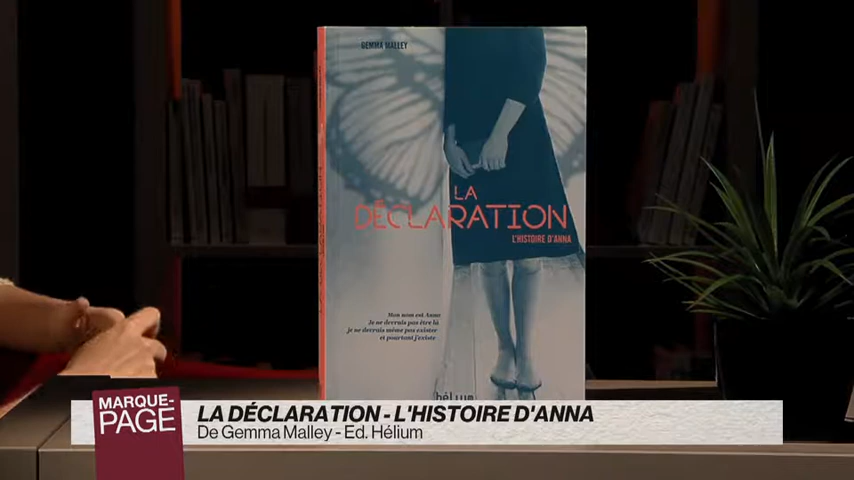 GEMMA MALLEY
LA
DÉCLARATION
L'HISTOIRE D'ANNA
Mon nom est Anna
Je ne devrais pas être là
je ne devrais même pas exister
et pourtant j'existe
hélium
MARQUE-
PAGE
LA DÉCLARATION - L'HISTOIRE D'ANNA
De Gemma Malley - Ed. Hélium